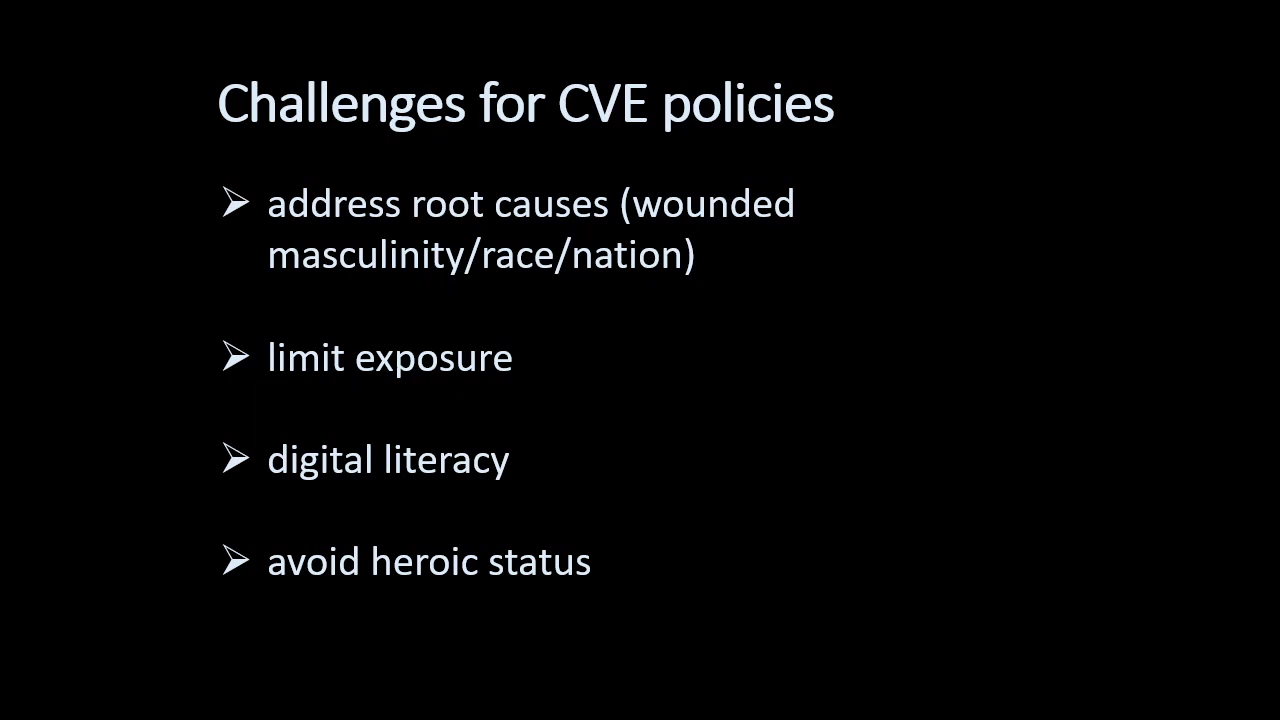 Challenges for CVE policies
➢ address root causes (wounded
masculinity/race/nation)
➢ limit exposure
➢ digital literacy
➢ avoid heroic status